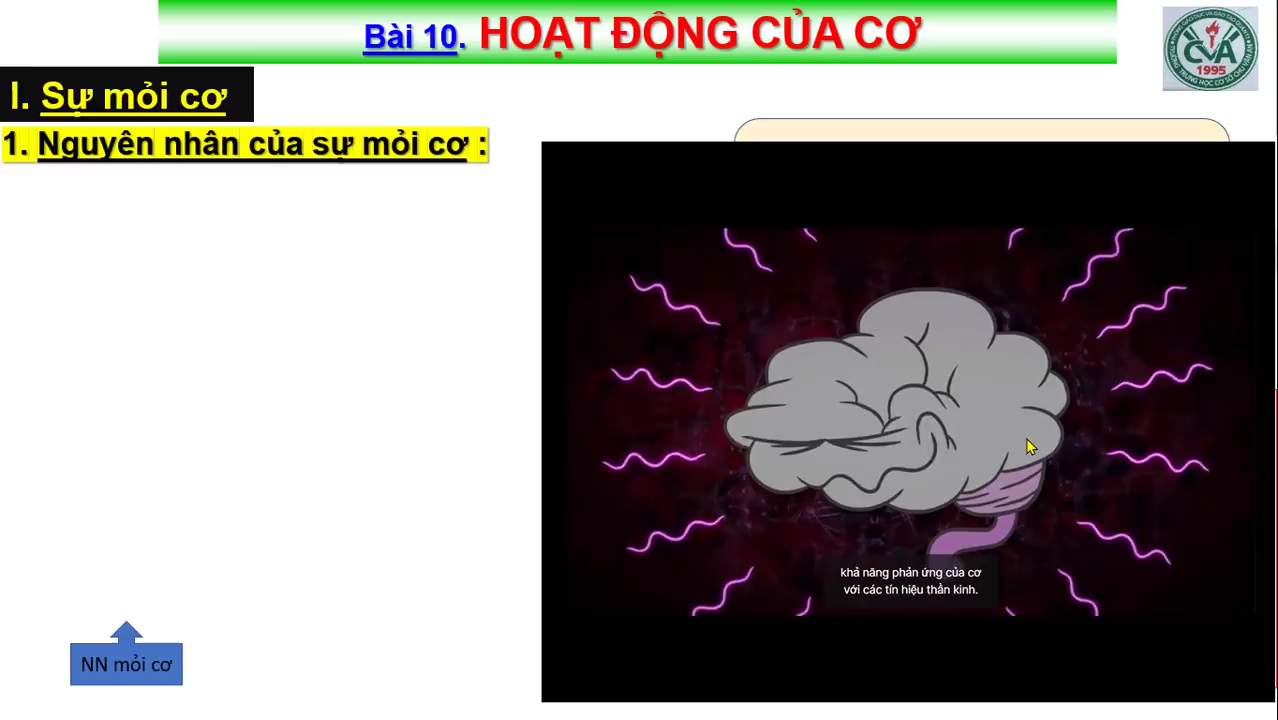 Bài 10. HOẠT ĐỘNG CỦA CƠ
CVA
1995
I. Sự mỏi cơ
1. Nguyên nhân của sự mỏi cơ :
khả năng phản ứng của cơ
với các tín hiệu thần kinh.
NN mỏi cơ